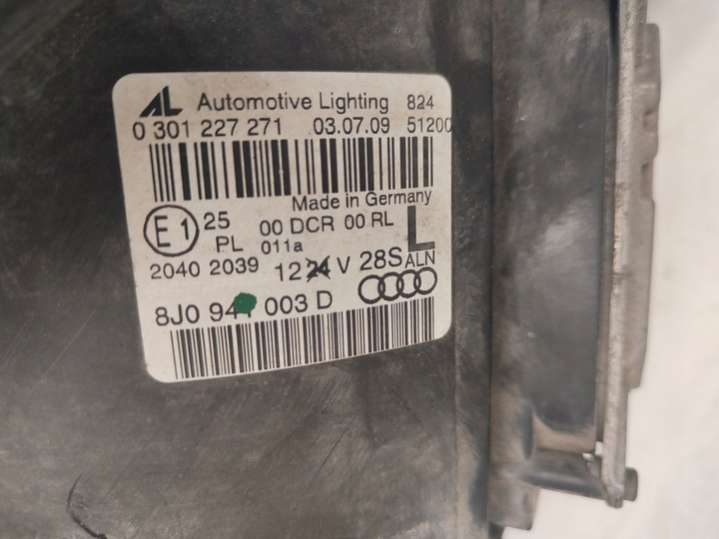 AL Automotive Lighting 824
0 301 227 271 03.07.09 51200
Made in Germany
E1 25 00 DCR 00 RL L
PL 011a
2040 2039 12 24 V 28S ALN
8J0 941 003 D